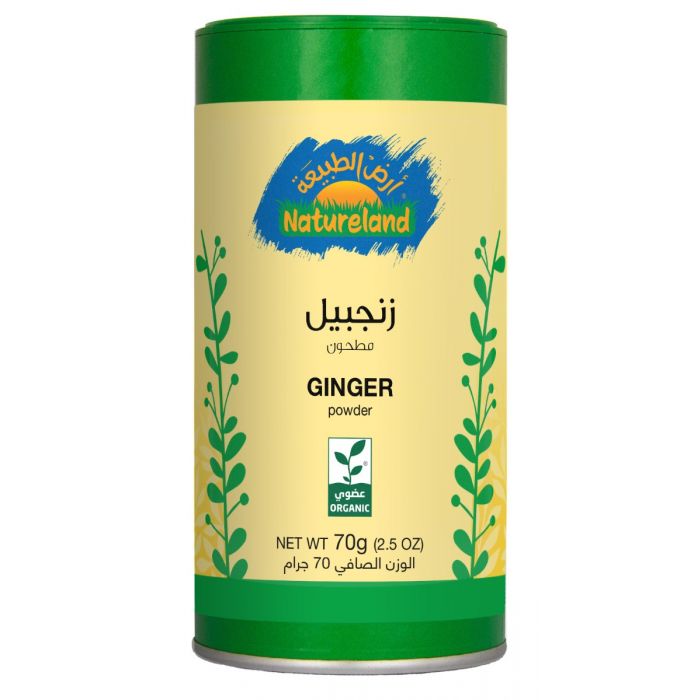 أرض الطبيعة
Natureland
زنجبيل
مطحون
GINGER
powder
®
عضوي
ORGANIC
NET WT 70g (2.5 OZ)
الوزن الصافي 70 جرام